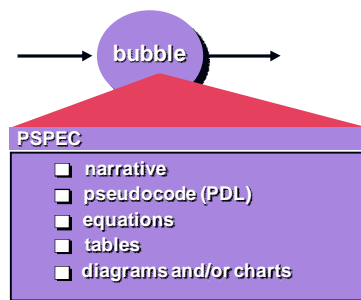 bubble
PSPEC
narrative
pseudocode (PDL)
equations
tables
diagrams and/or charts